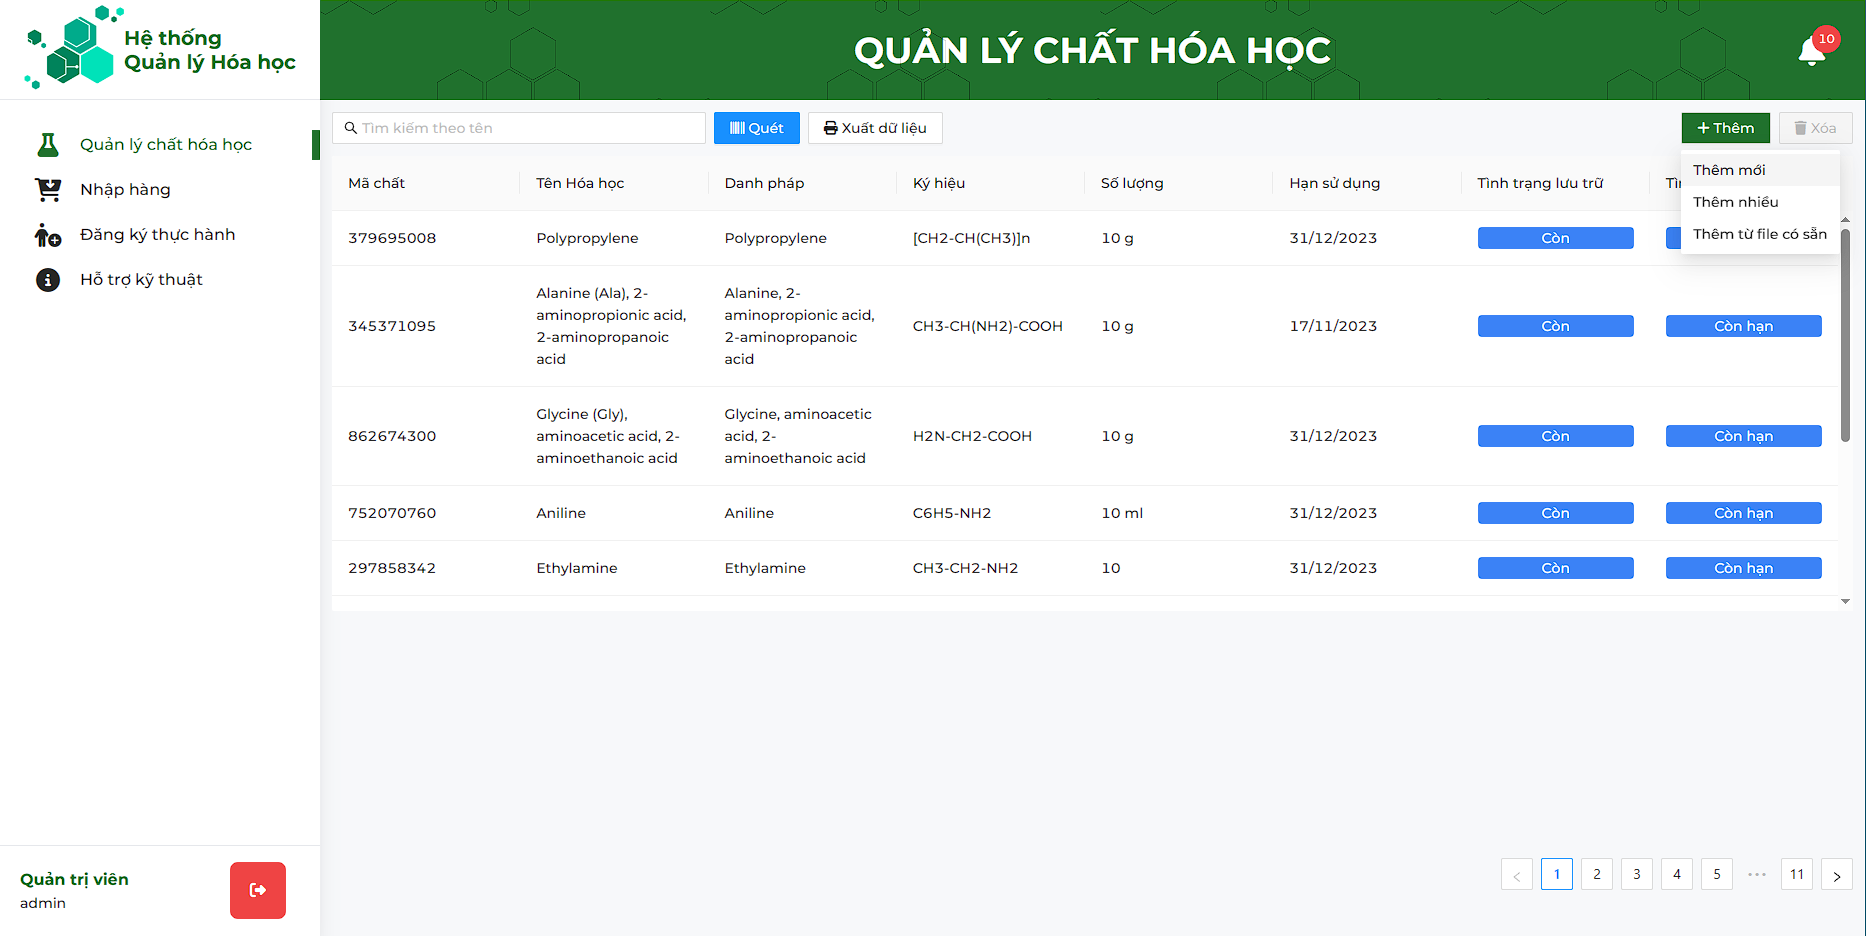 Hệ thống
Quản lý Hóa học
QUẢN LÝ CHẤT HÓA HỌC
10
Quản lý chất hóa học
Nhập hàng
Đăng ký thực hành
Hỗ trợ kỹ thuật
Tìm kiếm theo tên
Quét
Xuất dữ liệu
+ Thêm
Xóa
Thêm mới
Thêm nhiều
Thêm từ file có sẵn
Mã chất Tên Hóa học Danh pháp Ký hiệu Số lượng Hạn sử dụng Tình trạng lưu trữ
379695008 Polypropylene Polypropylene [CH2-CH(CH3)]n 10 g 31/12/2023 Còn
Alanine (Ala), 2- Alanine, 2-
aminopropionic acid, aminopropionic acid,
345371095 CH3-CH(NH2)-COOH 10 g 17/11/2023 Còn Còn hạn
2-aminopropanoic 2-aminopropanoic
acid acid
Glycine (Gly), Glycine, aminoacetic
862674300 aminoacetic acid, 2- acid, 2- H2N-CH2-COOH 10 g 31/12/2023 Còn Còn hạn
aminoethanoic acid aminoethanoic acid
752070760 Aniline Aniline C6H5-NH2 10 ml 31/12/2023 Còn Còn hạn
297858342 Ethylamine Ethylamine CH3-CH2-NH2 10 31/12/2023 Còn Còn hạn
< 1 2 3 4 5 ••• 11 >
Quản trị viên
admin